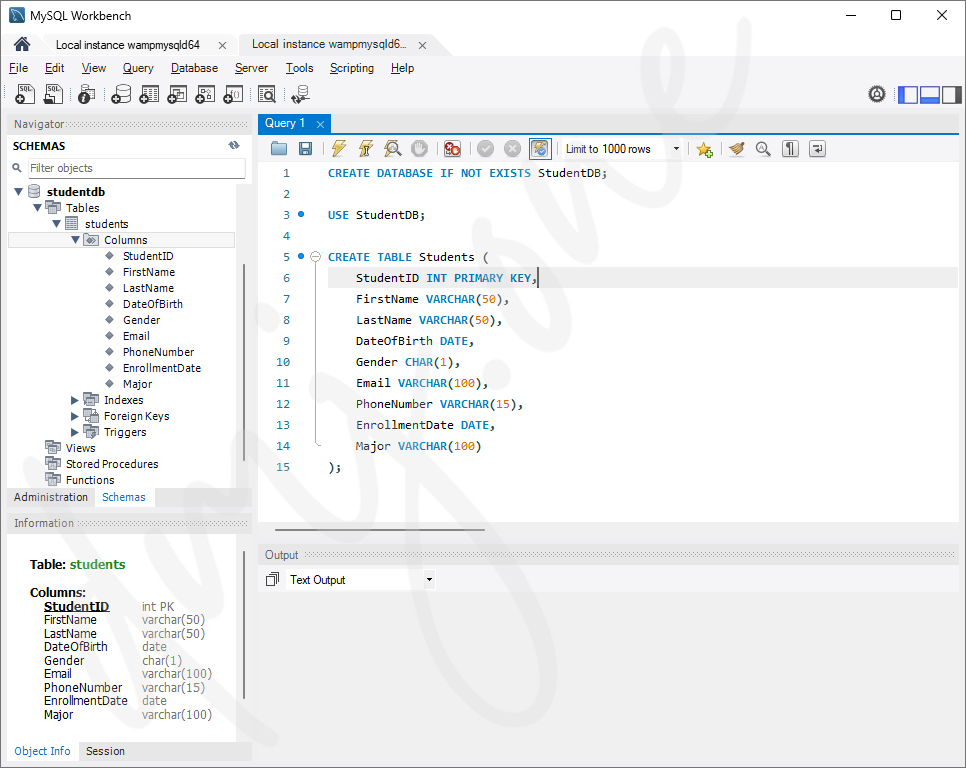 MySQL Workbench
Local instance wampmysqld64
Local instance wampmysqld6...
File Edit View Query Database Server Tools Scripting Help
Navigator
SCHEMAS
Filter objects
studentdb
Tables
students
Columns
StudentID
FirstName
LastName
DateOfBirth
Gender
Email
PhoneNumber
EnrollmentDate
Major
Indexes
Foreign Keys
Triggers
Views
Stored Procedures
Functions
Administration Schemas
Information
Table: students
Columns:
StudentID int PK
FirstName varchar(50)
LastName varchar(50)
DateOfBirth date
Gender char(1)
Email varchar(100)
PhoneNumber varchar(15)
EnrollmentDate date
Major varchar(100)
Object Info Session
Query 1
Limit to 1000 rows
1 CREATE DATABASE IF NOT EXISTS StudentDB;
2
3 USE StudentDB;
4
5 CREATE TABLE Students (
6 StudentID INT PRIMARY KEY,
7 FirstName VARCHAR(50),
8 LastName VARCHAR(50),
9 DateOfBirth DATE,
10 Gender CHAR(1),
11 Email VARCHAR(100),
12 PhoneNumber VARCHAR(15),
13 EnrollmentDate DATE,
14 Major VARCHAR(100)
15 );
Output
Text Output